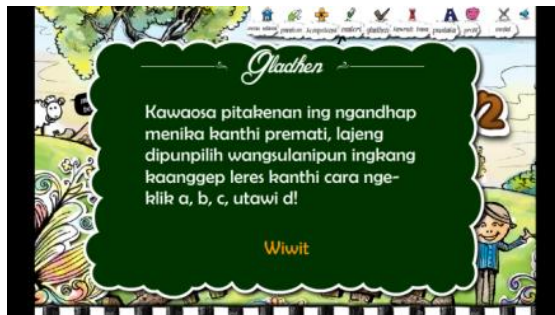 Gladhen
Kawaosa pitakenan ing ngandhap
menika kanthi premati, lajeng
dipunpilih wangsulanipun ingkang
kaanggep leres kanthi cara nge-
klik a, b, c, utawi d!
Wiwit